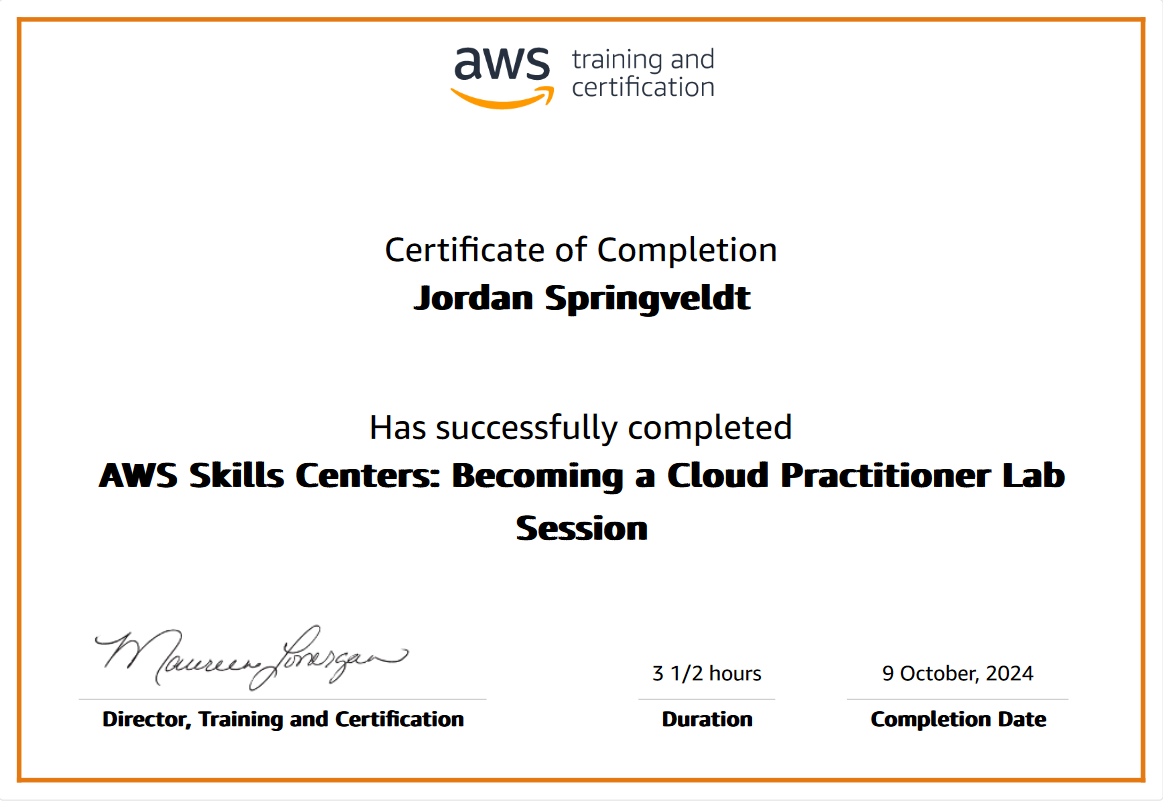 aws training and
certification
Certificate of Completion
Jordan Springveldt
Has successfully completed
AWS Skills Centers: Becoming a Cloud Practitioner Lab
Session
Maureen Lonergan
3 1/2 hours
9 October, 2024
Director, Training and Certification
Duration
Completion Date